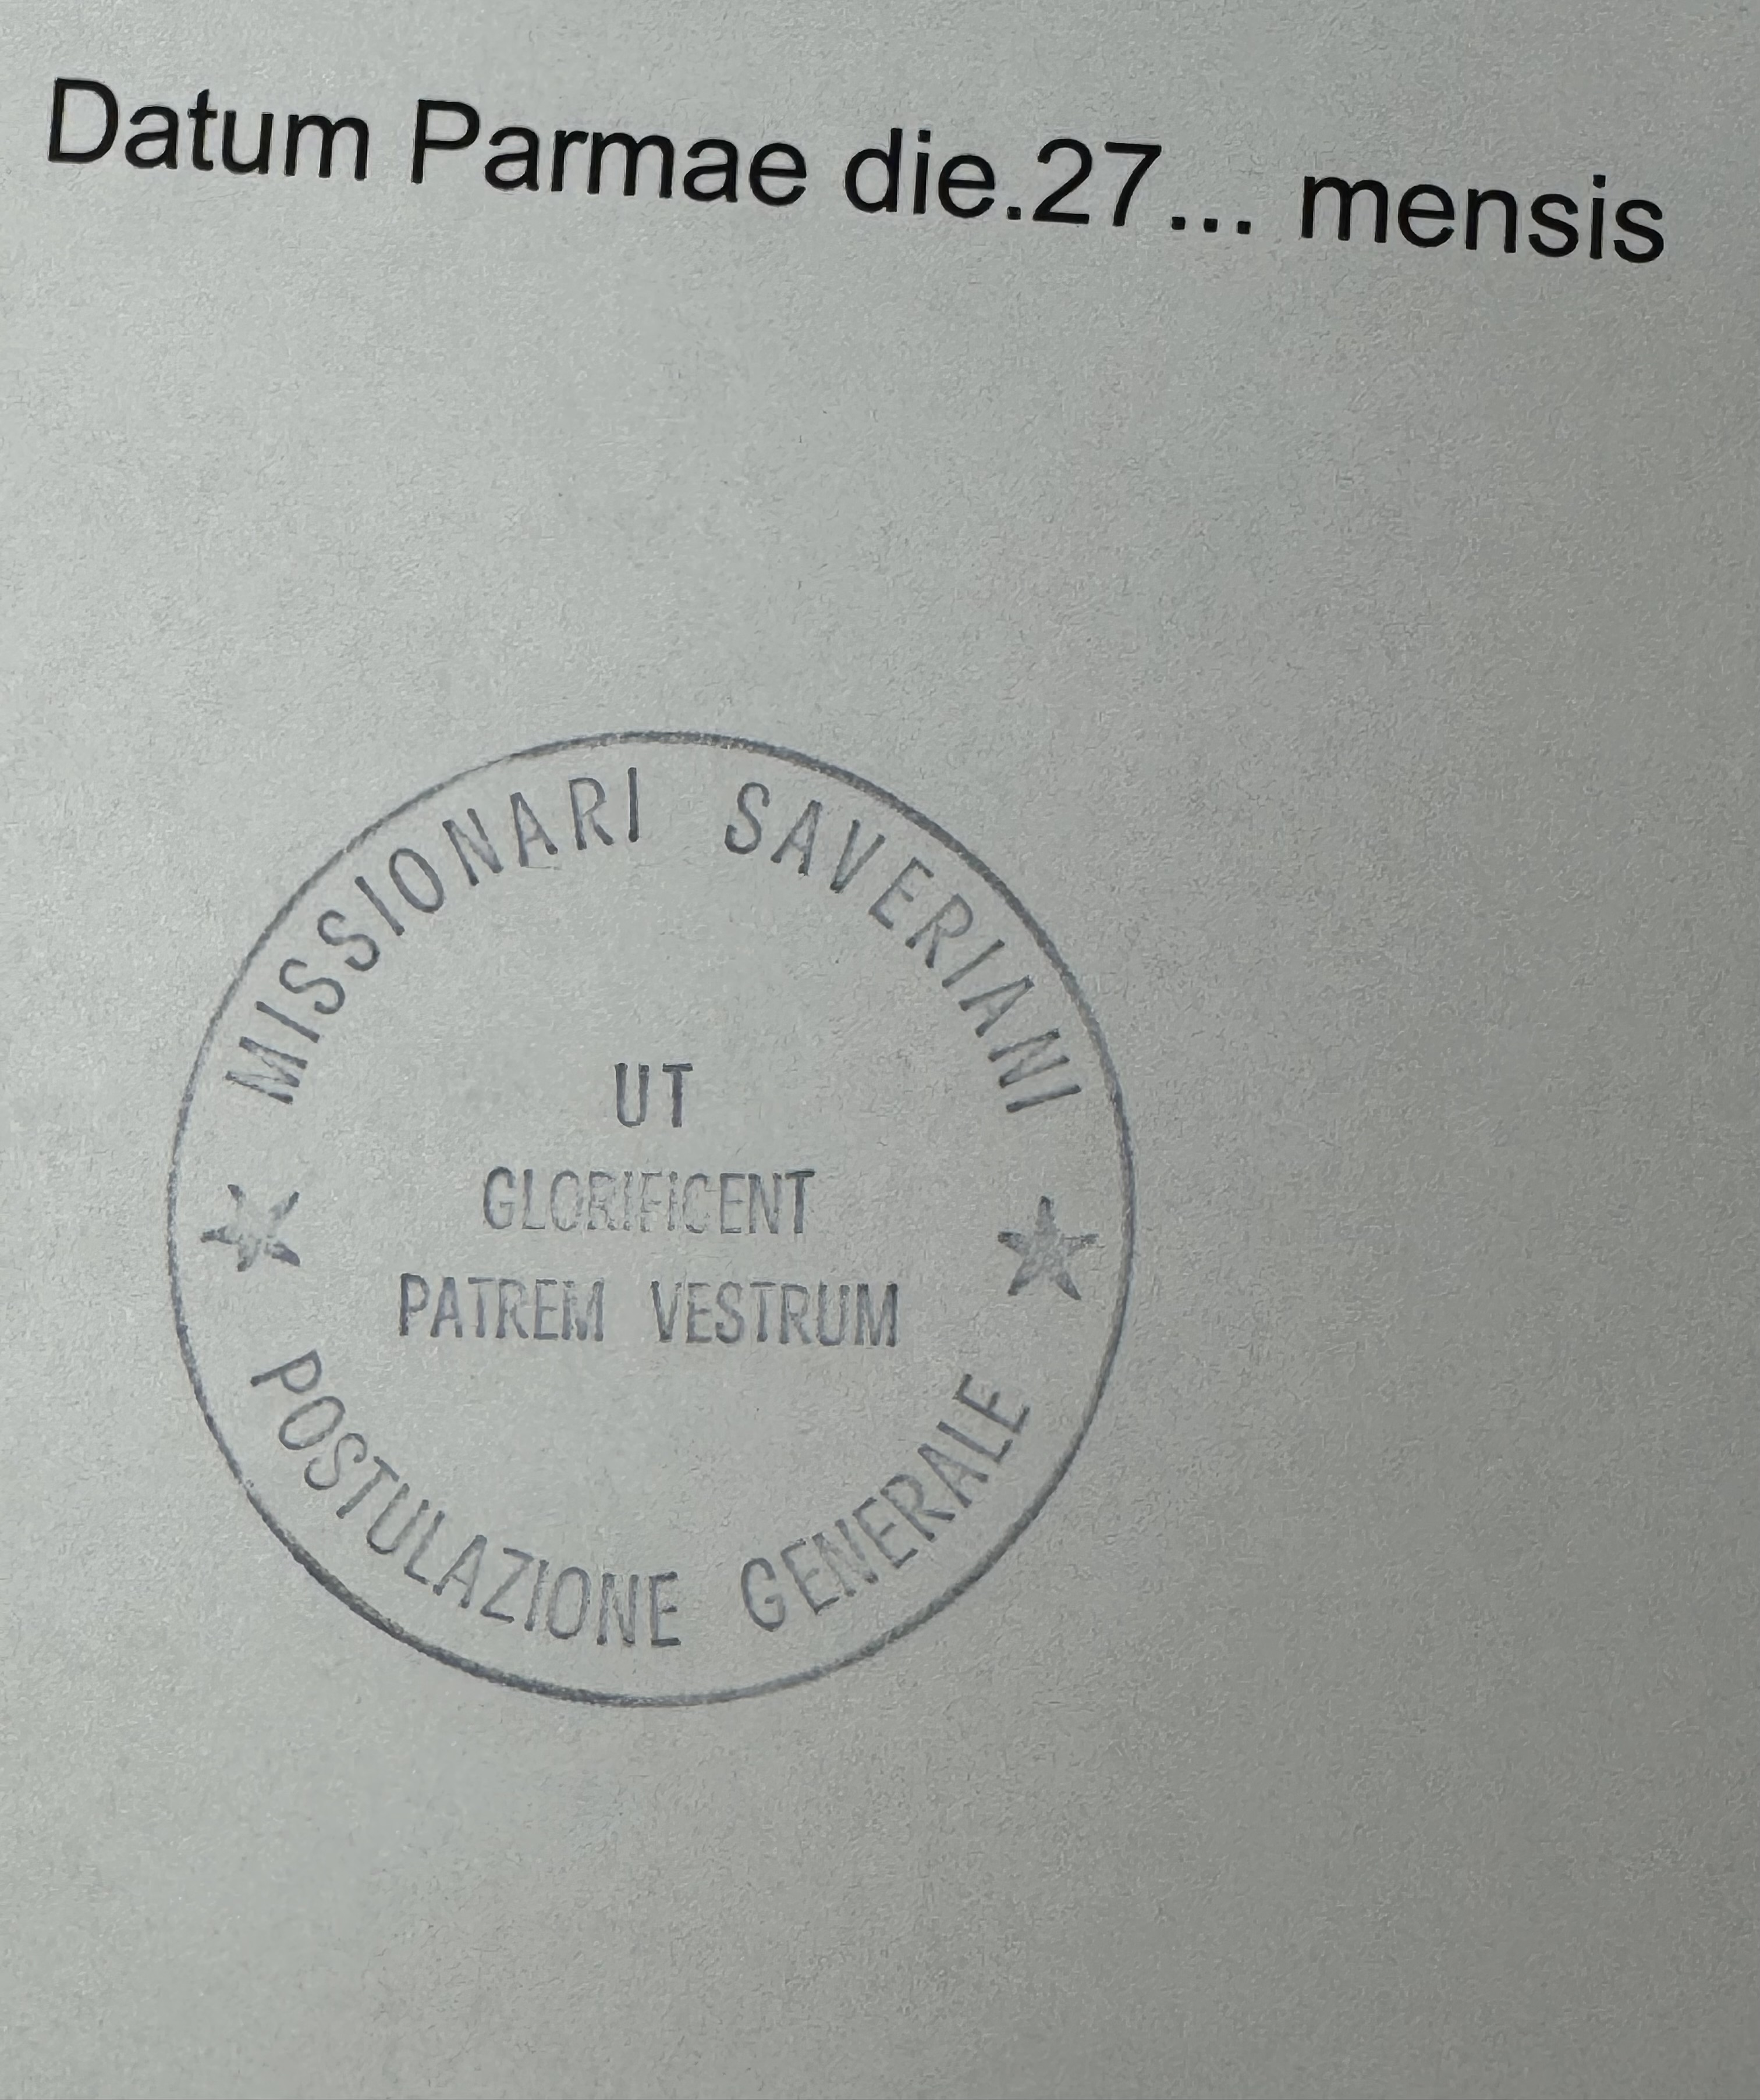 Datum Parmae die.27... mensis
MISSIONARI SAVERIANI
UT
GLORIFICENT
PATREM VESTRUM
POSTULAZIONE GENERALE